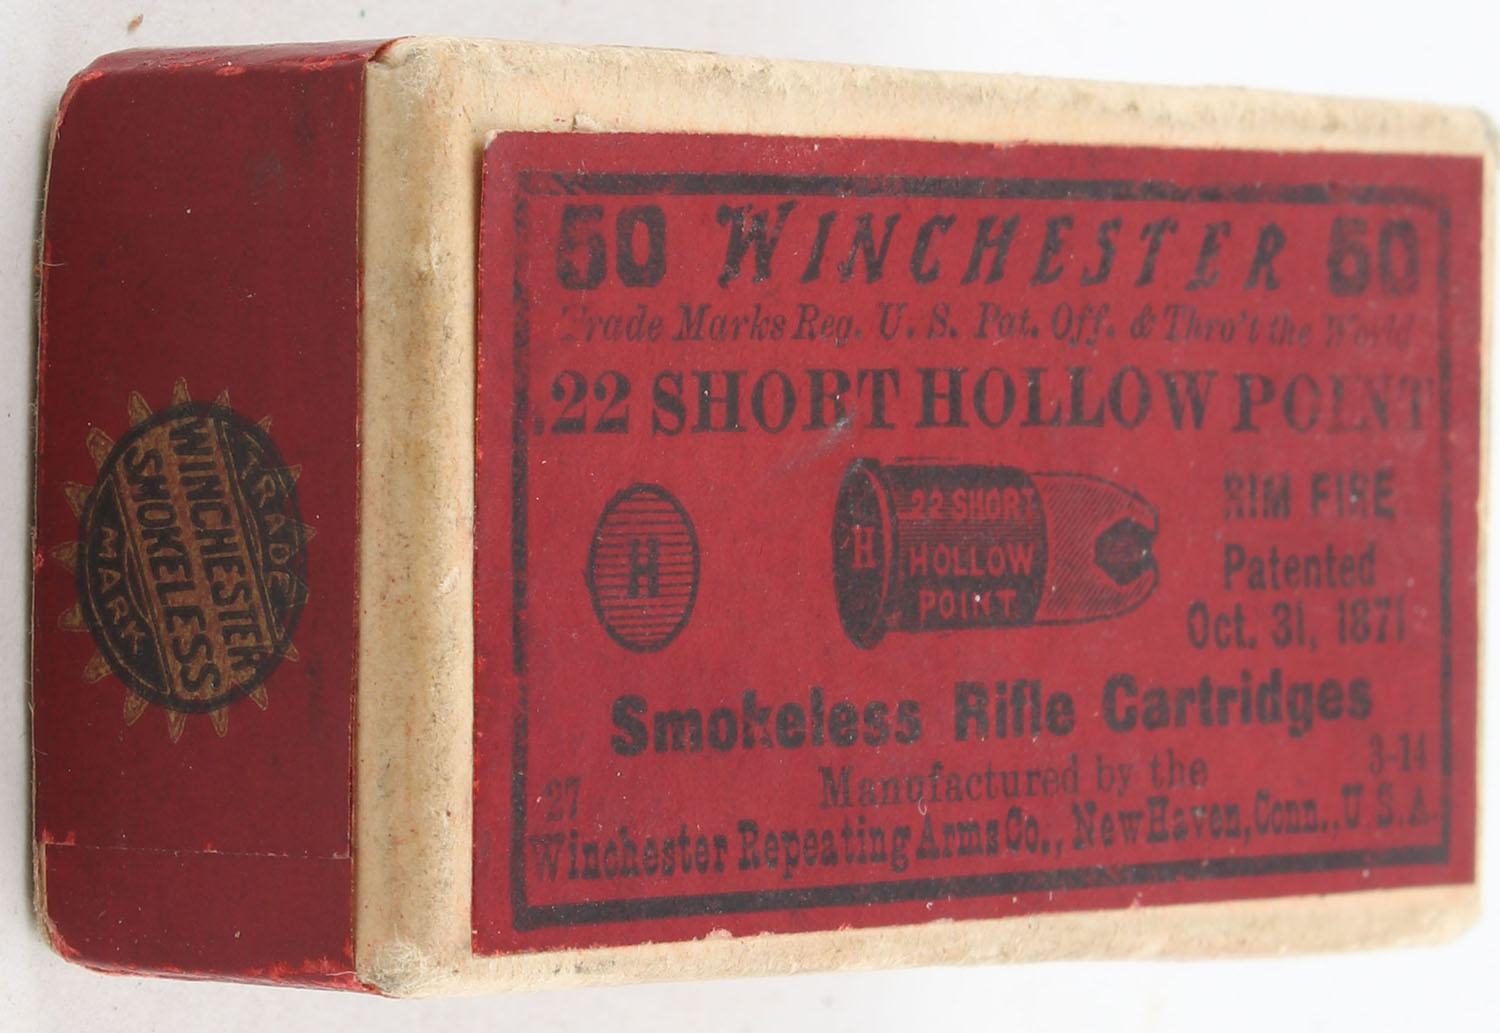 50 WINCHESTER 50
Trade Marks Reg. U. S. Pat. Off. & Thro't the World
.22 SHORT HOLLOW POINT
H
H
22 SHORT
HOLLOW
POINT
RIM FIRE
Patented
Oct. 31, 1871
Smokeless Rifle Cartridges
27
Manufactured by the
3-14
Winchester Repeating Arms Co., New Haven, Conn., U.S.A.
TRADE
WINCHESTER
SMOKELESS
MARK